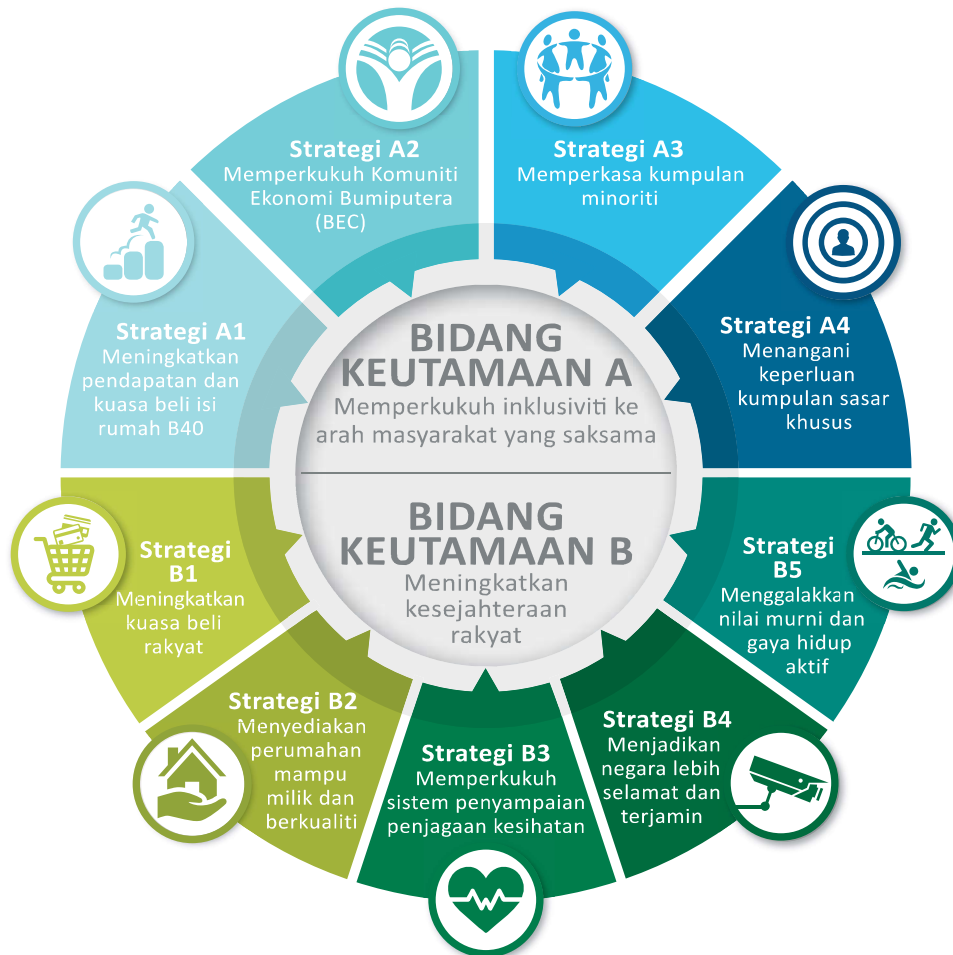 Strategi A2
Memperkukuh Komuniti
Ekonomi Bumiputera
(BEC)
Strategi A3
Memperkasa kumpulan
minoriti
Strategi A1
Meningkatkan
pendapatan dan
kuasa beli isi
rumah B40
Strategi A4
Menangani
keperluan
kumpulan sasar
khusus
BIDANG
KEUTAMAAN A
Memperkukuh inklusiviti ke
arah masyarakat yang saksama
BIDANG
KEUTAMAAN B
Meningkatkan
kesejahteraan
rakyat
Strategi
B1
Meningkatkan
kuasa beli
rakyat
Strategi B2
Menyediakan
perumahan
mampu
milik dan
berkualiti
Strategi B3
Memperkukuh
sistem penyampaian
penjagaan kesihatan
Strategi B4
Menjadikan
negara lebih
selamat dan
terjamin
Strategi
B5
Menggalakkan
nilai murni dan
gaya hidup
aktif